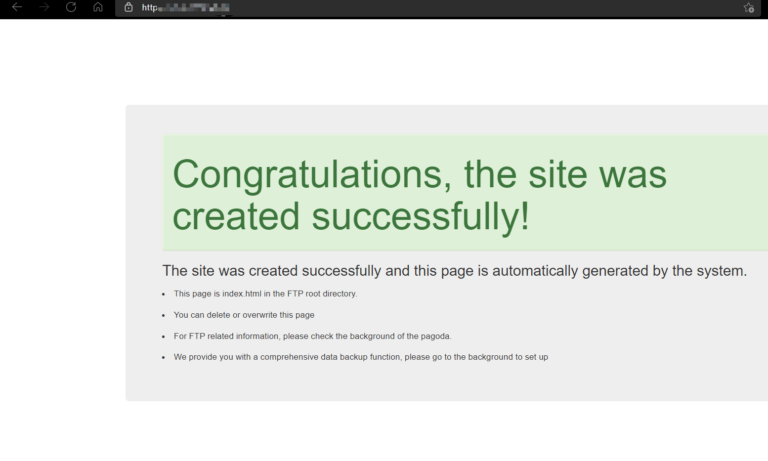 http
Congratulations, the site was
created successfully!
The site was created successfully and this page is automatically generated by the system.
This page is index.html in the FTP root directory.
You can delete or overwrite this page
For FTP related information, please check the background of the pagoda.
We provide you with a comprehensive data backup function, please go to the background to set up